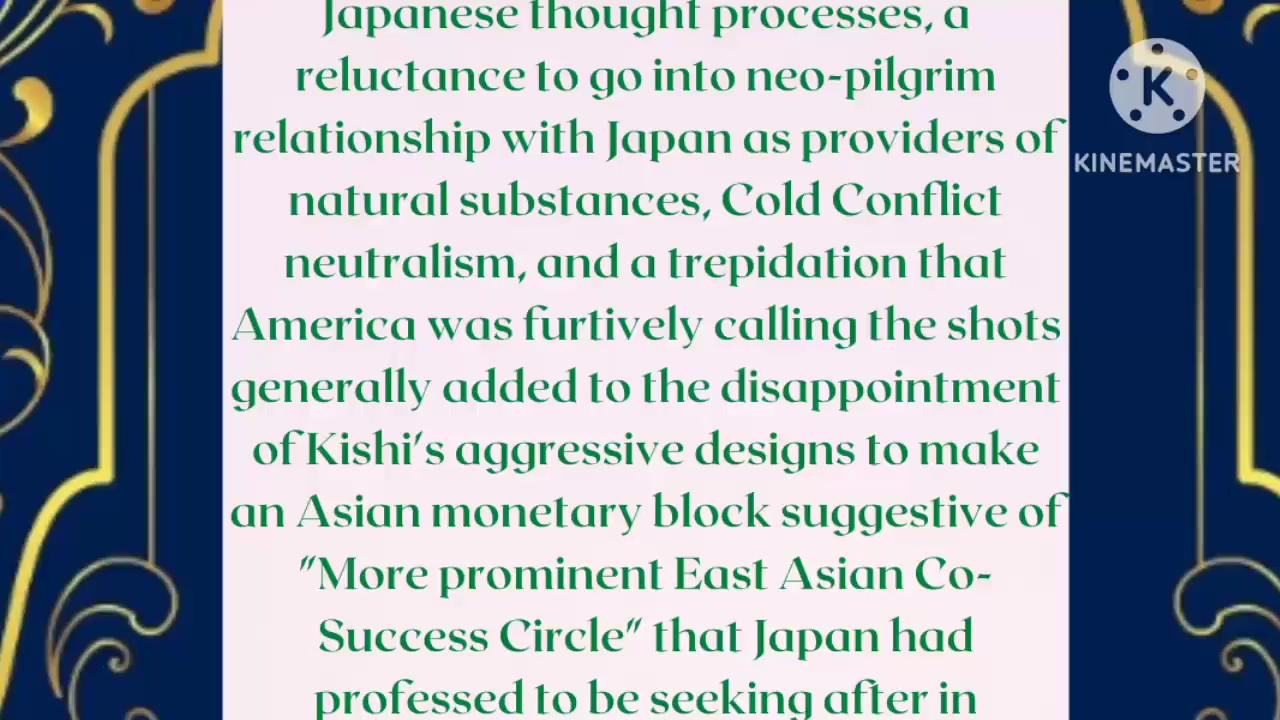 Japanese thought processes, a
reluctance to go into neo-pilgrim
relationship with Japan as providers of
natural substances, Cold Conflict
neutralism, and a trepidation that
America was furtively calling the shots
generally added to the disappointment
of Kishi's aggressive designs to make
an Asian monetary block suggestive of
"More prominent East Asian Co-
Success Circle" that Japan had
professed to be seeking after in
K
KINEMASTER